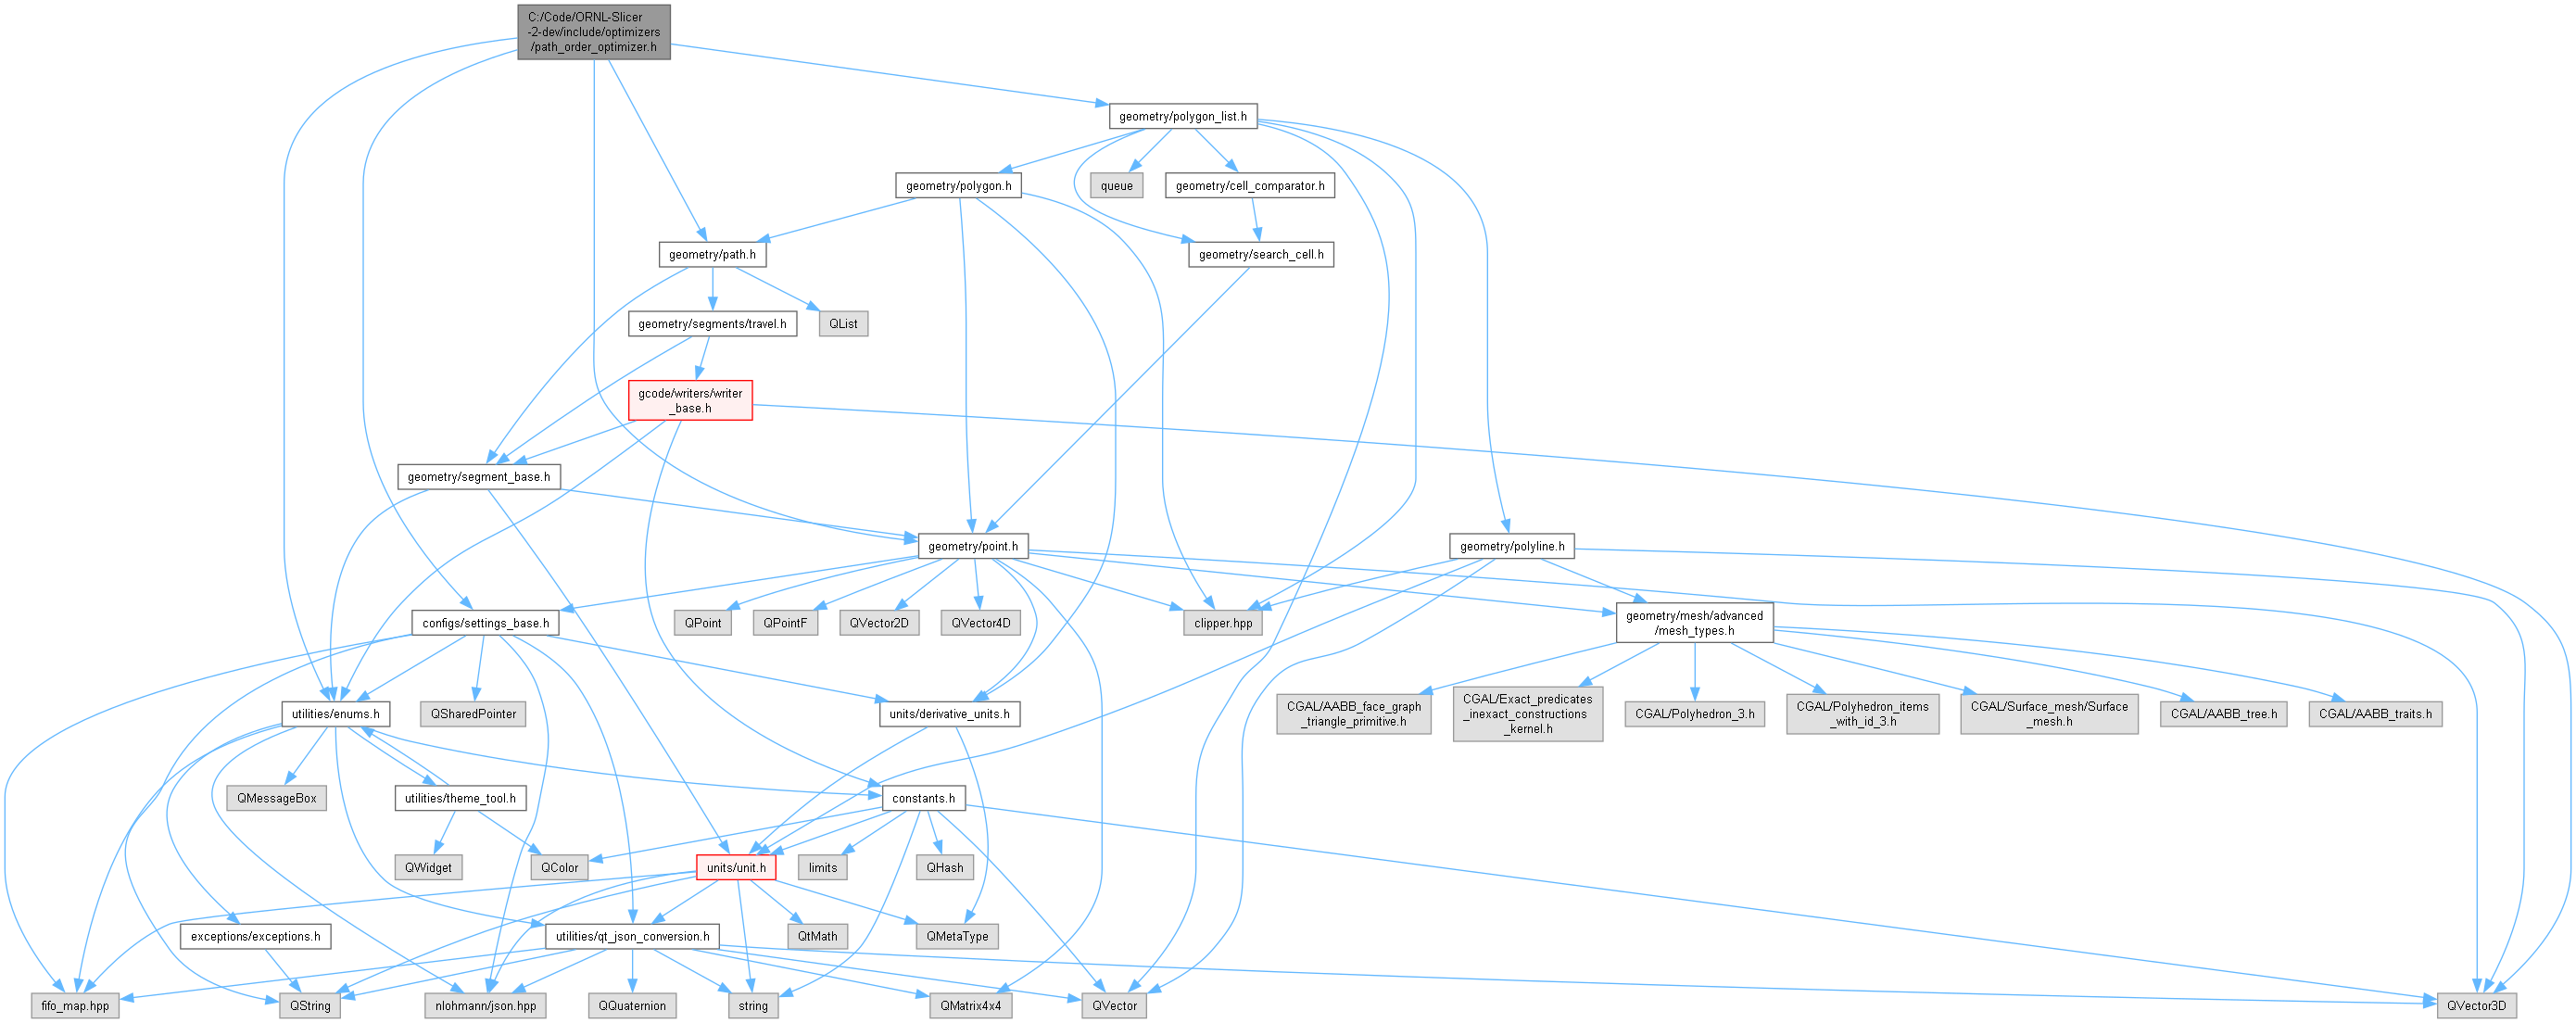 C:/Code/ORNL-Slicer
-2-dev/include/optimizers
/path_order_optimizer.h
geometry/polygon_list.h
geometry/polygon.h
queue
geometry/cell_comparator.h
geometry/path.h
geometry/search_cell.h
geometry/segments/travel.h
QList
gcode/writers/writer
_base.h
geometry/segment_base.h
geometry/point.h
geometry/polyline.h
configs/settings_base.h
QPoint
QPointF
QVector2D
QVector4D
clipper.hpp
geometry/mesh/advanced
/mesh_types.h
utilities/enums.h
QSharedPointer
units/derivative_units.h
CGAL/AABB_face_graph
_triangle_primitive.h
CGAL/Exact_predicates
_inexact_constructions
_kernel.h
CGAL/Polyhedron_3.h
CGAL/Polyhedron_items
_with_id_3.h
CGAL/Surface_mesh/Surface
_mesh.h
CGAL/AABB_tree.h
CGAL/AABB_traits.h
QMessageBox
utilities/theme_tool.h
constants.h
QWidget
QColor
units/unit.h
limits
QHash
exceptions/exceptions.h
utilities/qt_json_conversion.h
QtMath
QMetaType
fifo_map.hpp
QString
nlohmann/json.hpp
QQuaternion
string
QMatrix4x4
QVector
QVector3D